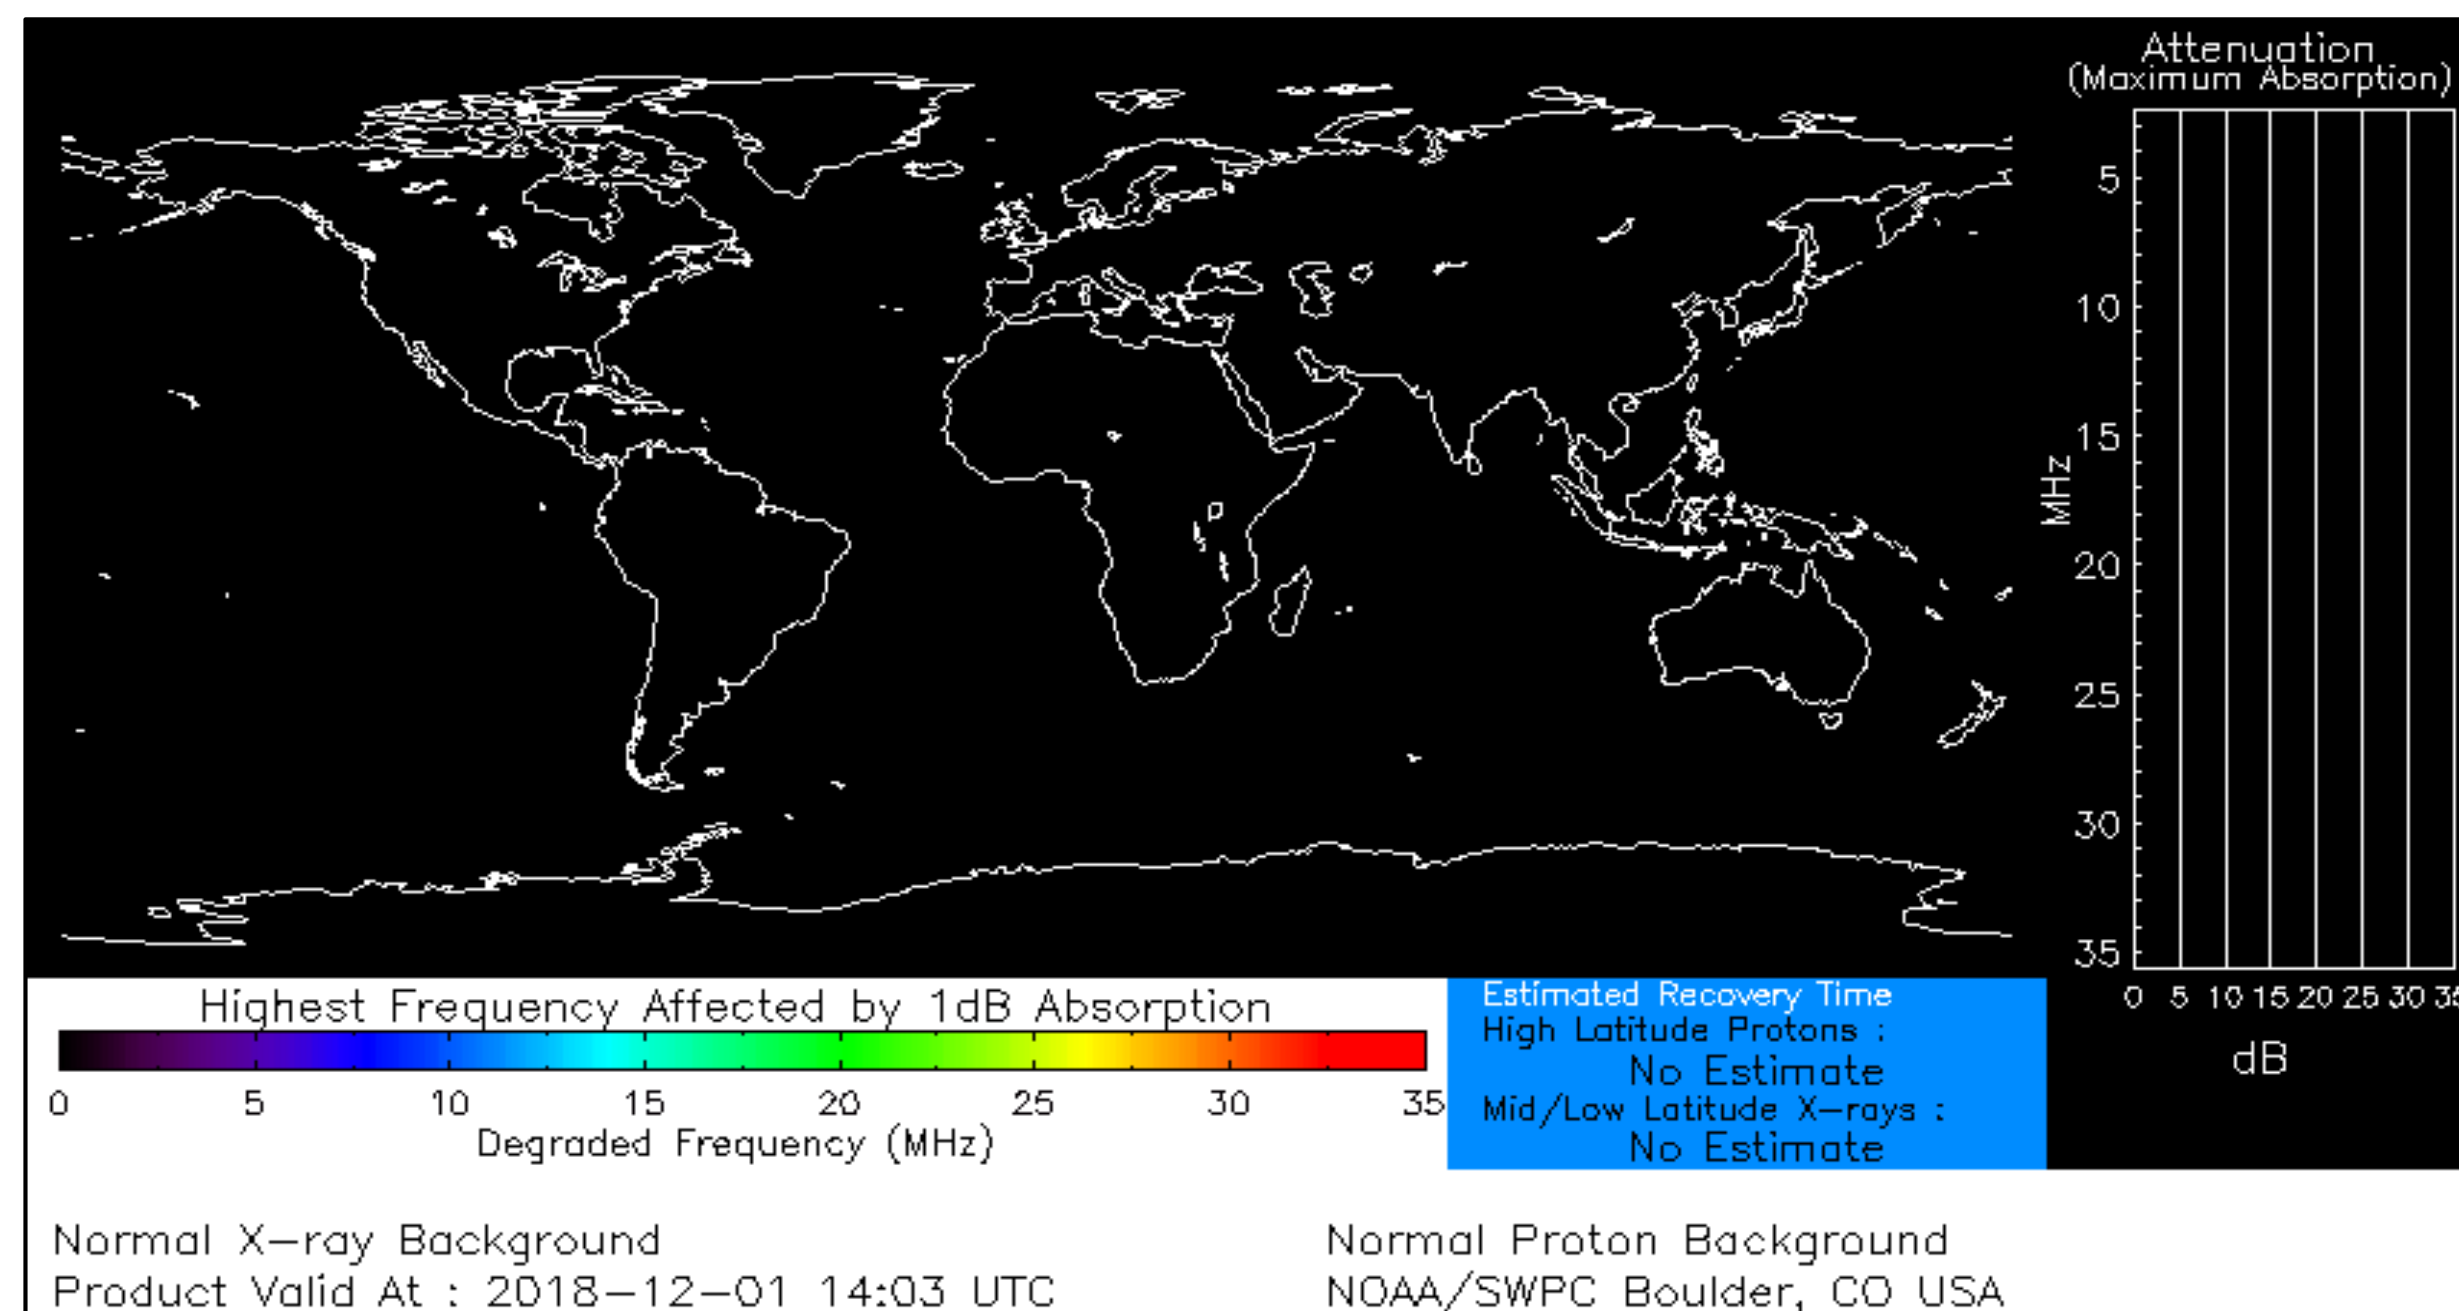 Attenuation
(Maximum Absorption)
5
10
15
20
25
30
35
MHz
0 5 10 15 20 25 30
dB
Highest Frequency Affected by 1dB Absorption
0 5 10 15 20 25 30 35
Degraded Frequency (MHz)
Estimated Recovery Time
High Latitude Protons :
No Estimate
Mid/Low Latitude X-rays :
No Estimate
Normal X-ray Background
Normal Proton Background
Product Valid At : 2018-12-01 14:03 UTC
NOAA/SWPC Boulder, CO USA